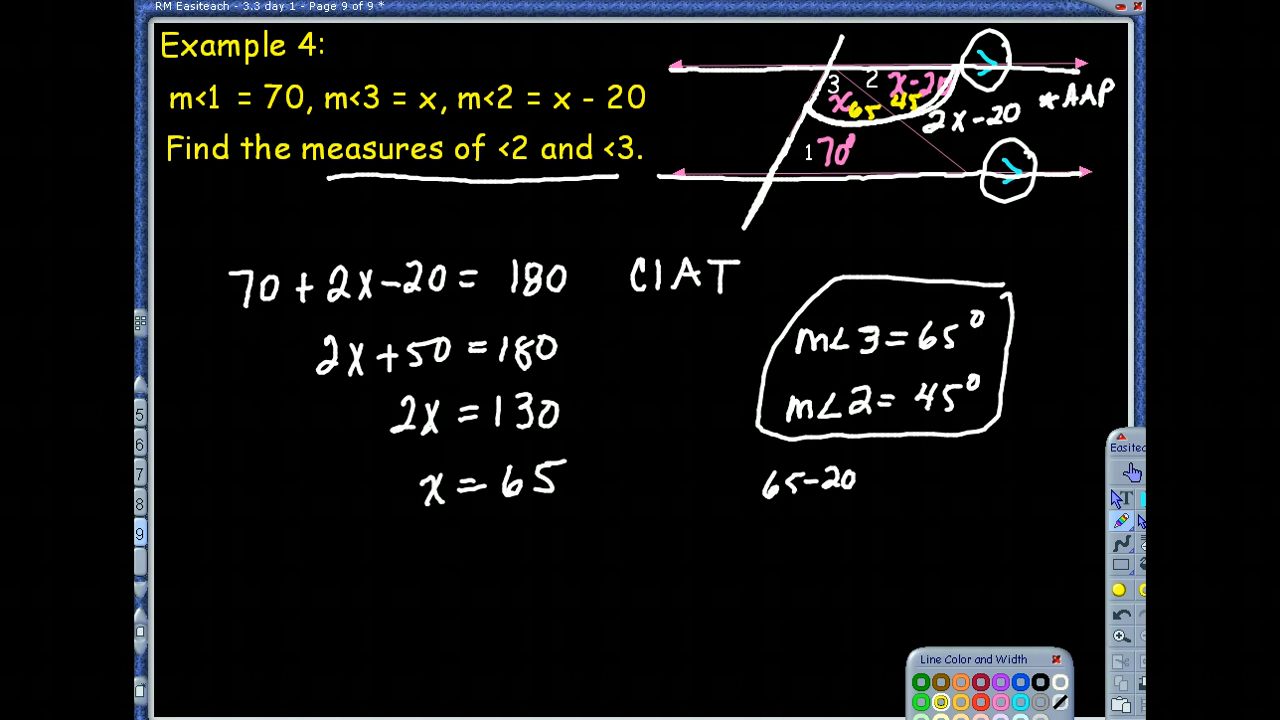 RM Easiteach - 3.3 day 1 - Page 9 of 9 *
Example 4:
m<1 = 70, m<3 = x, m<2 = x - 20
Find the measures of <2 and <3.
3 2 x-20
x 65 45
2x-20
*AAP
1 70°
70 + 2x-20 = 180 CIAT
2x + 50 = 180
2x = 130
x = 65
m∠3 = 65°
m∠2 = 45°
65-20
5
6
7
8
9
Easitea
T
Line Color and Width